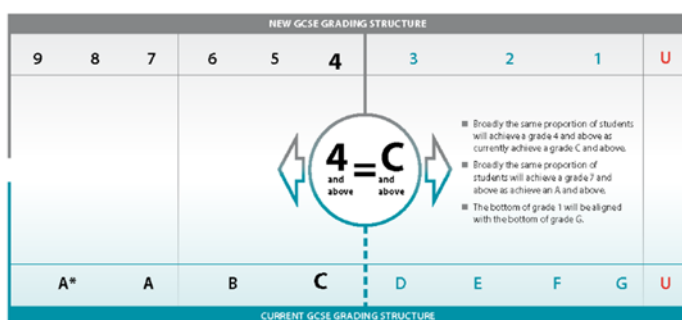 NEW GCSE GRADING STRUCTURE
9 8 7 6 5 4 3 2 1 U
4 = C
and above and above
■ Broadly the same proportion of students
will achieve a grade 4 and above as
currently achieve a grade C and above.
■ Broadly the same proportion of
students will achieve a grade 7 and
above as achieve an A and above.
■ The bottom of grade 1 will be aligned
with the bottom of grade G.
A* A B C D E F G U
CURRENT GCSE GRADING STRUCTURE